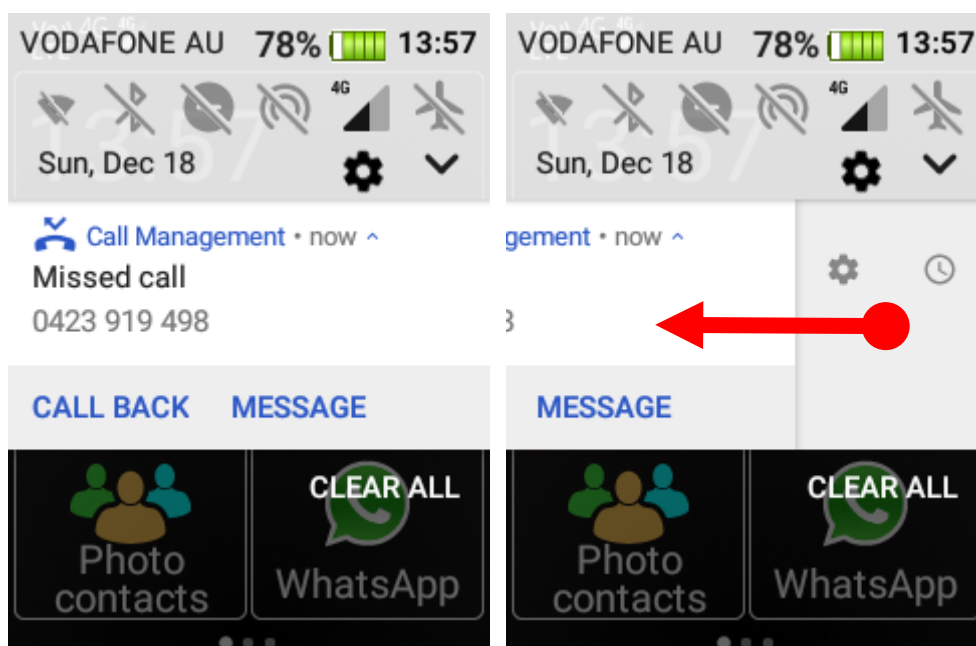 VODAFONE AU 78% 13:57
4G
13:57
Sun, Dec 18
Call Management • now
Missed call
0423 919 498
CALL BACK MESSAGE
CLEAR ALL
Photo
contacts
WhatsApp
VODAFONE AU 78% 13:57
4G
Sun, Dec 18
gement • now
MESSAGE
CLEAR ALL
Photo
contacts
WhatsApp